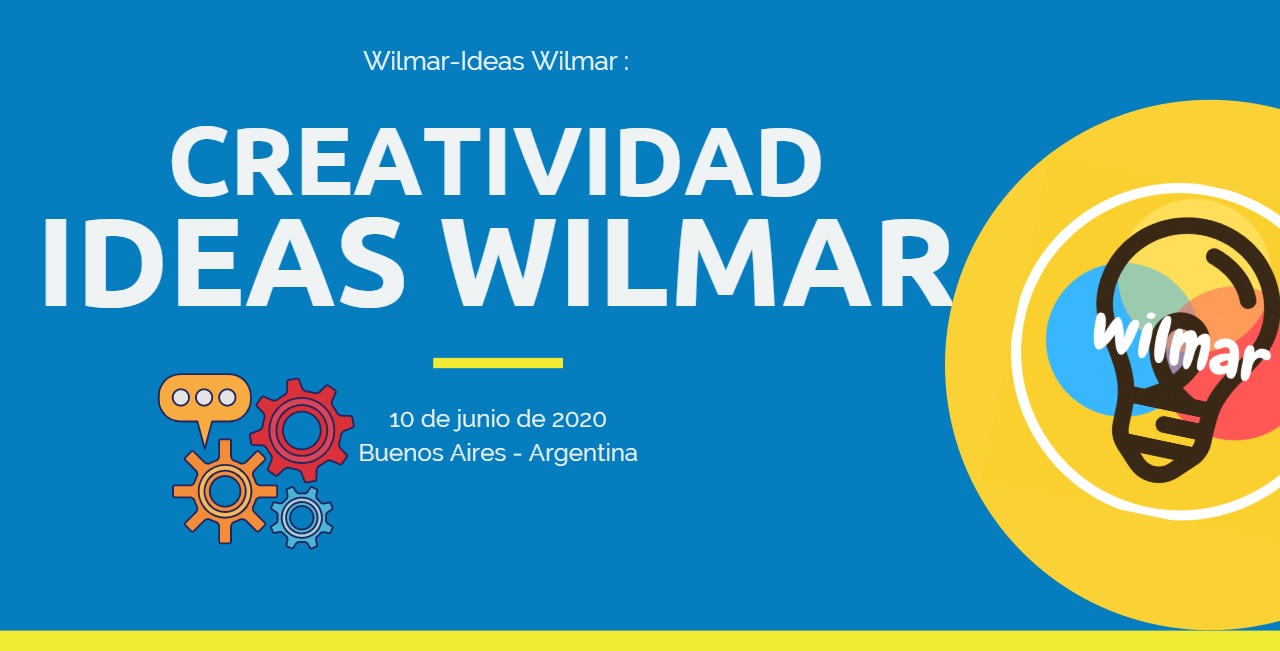 Wilmar-Ideas Wilmar :
CREATIVIDAD
IDEAS WILMAR
wilmar
10 de junio de 2020
Buenos Aires - Argentina